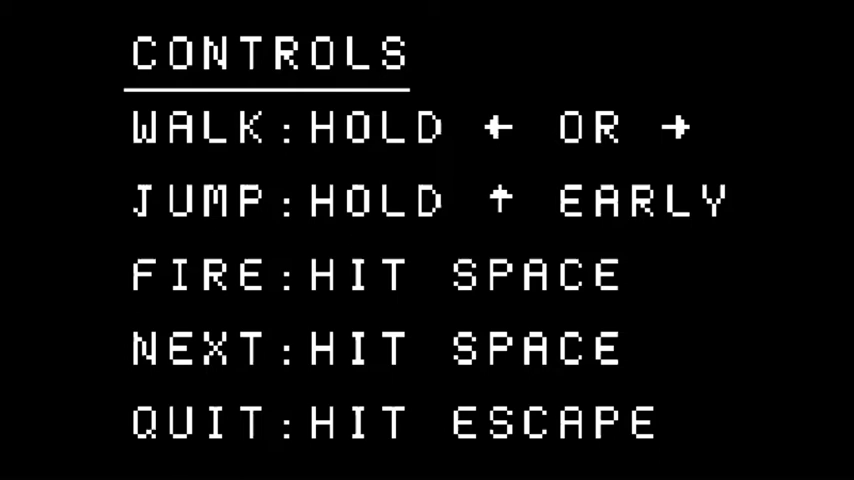 CONTROLS
WALK:HOLD ← OR →
JUMP:HOLD ↑ EARLY
FIRE:HIT SPACE
NEXT:HIT SPACE
QUIT:HIT ESCAPE